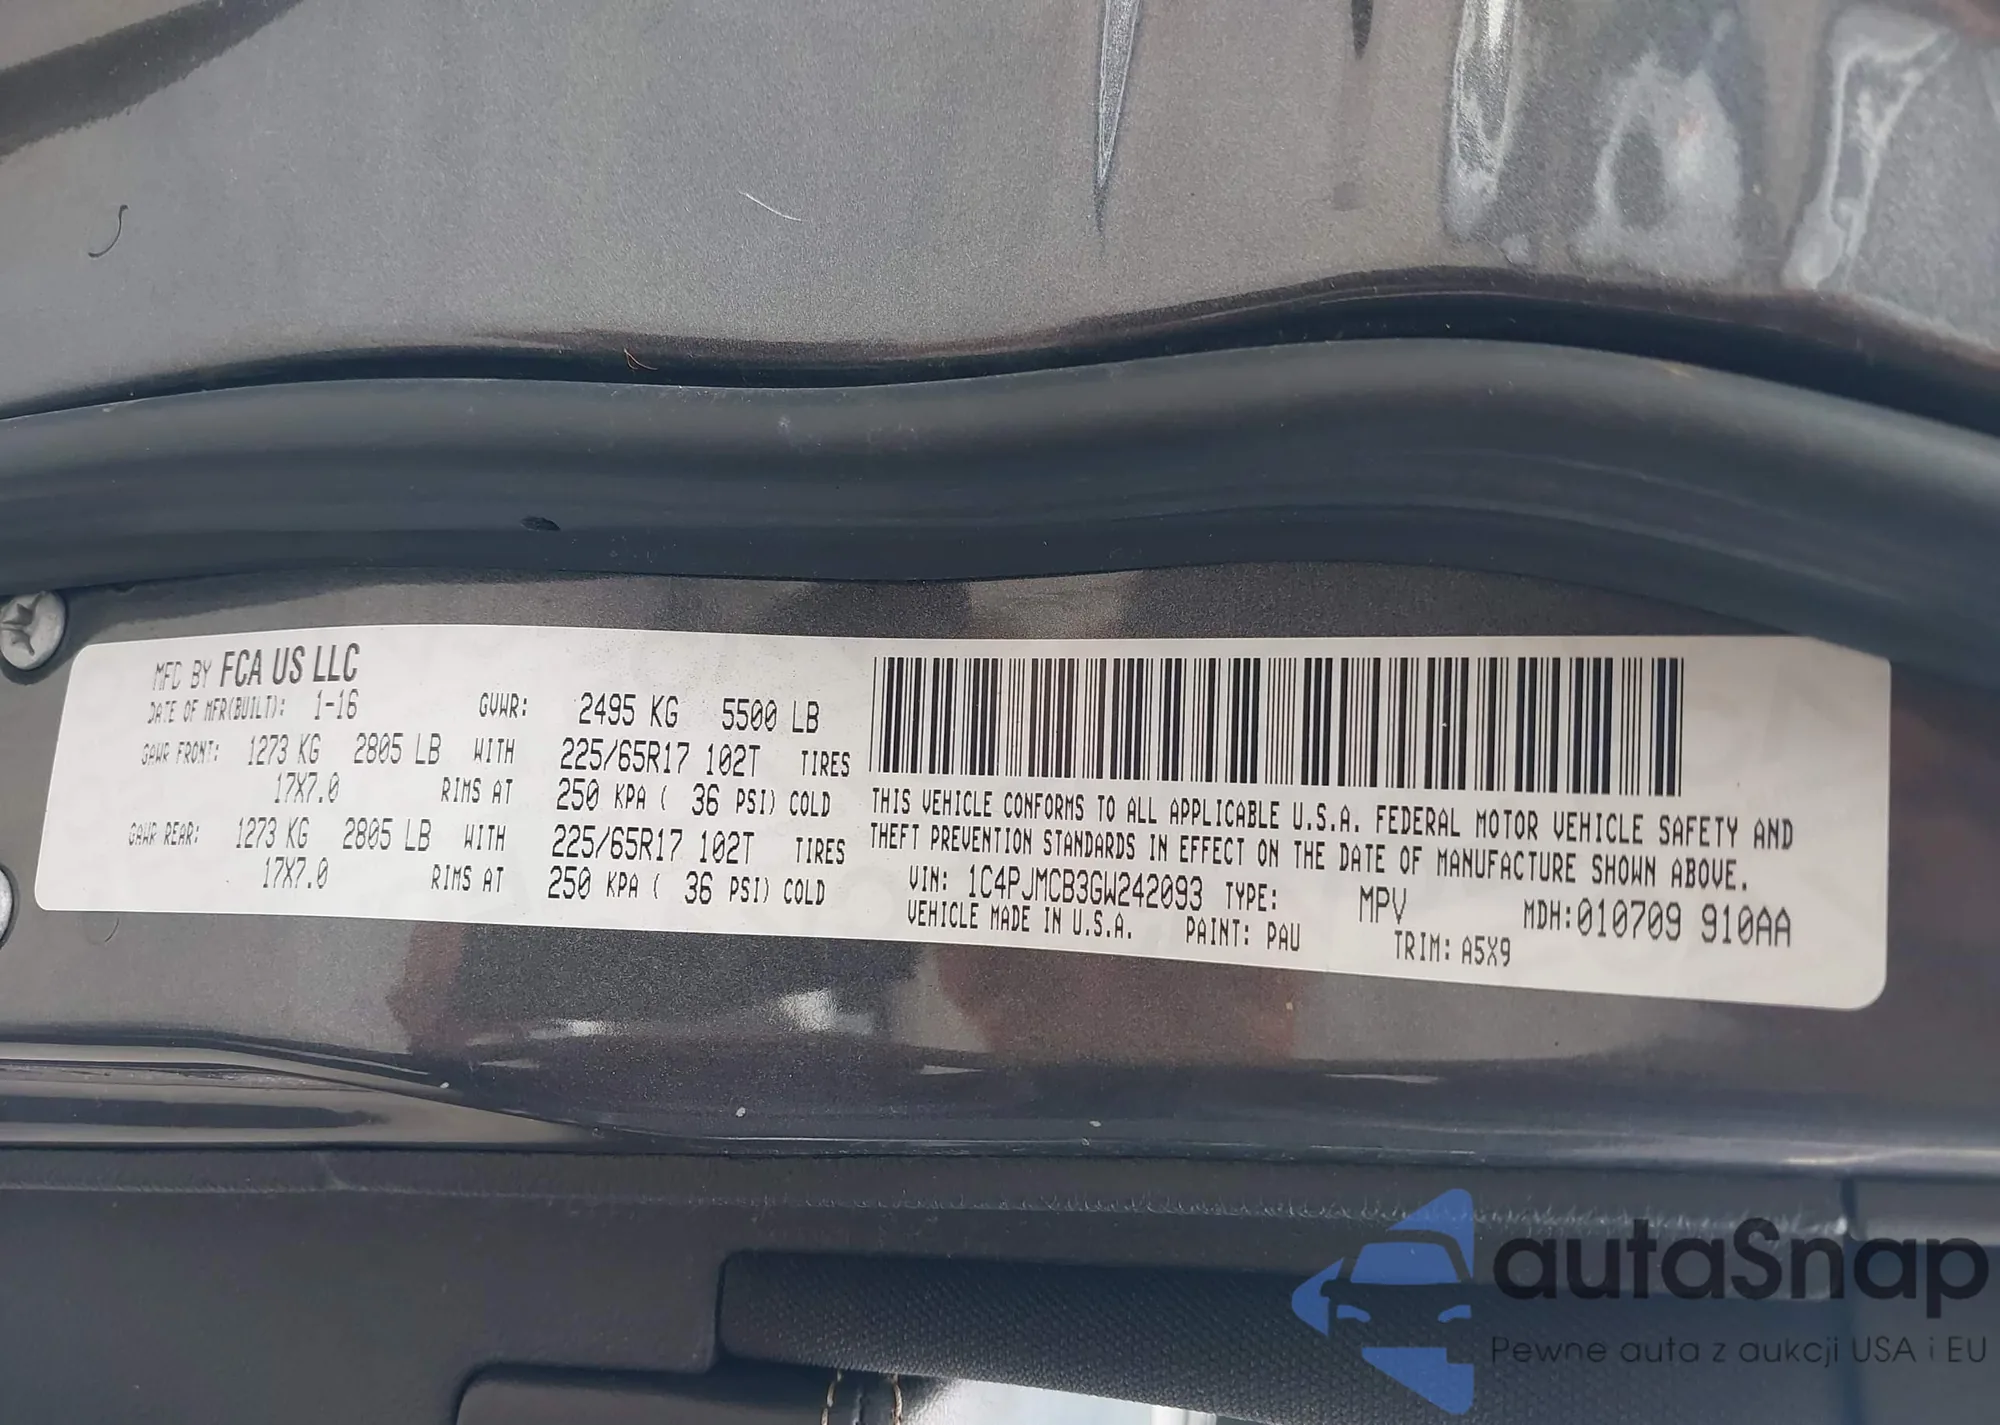 MFC BY FCA US LLC
DATE OF MFR(BUILT): 1-16 GVWR: 2495 KG 5500 LB
GAWR FRONT: 1273 KG 2805 LB WITH 225/65R17 102T TIRES
17X7.0 RIMS AT 250 KPA ( 36 PSI) COLD
GAWR REAR: 1273 KG 2805 LB WITH 225/65R17 102T TIRES
17X7.0 RIMS AT 250 KPA ( 36 PSI) COLD
THIS VEHICLE CONFORMS TO ALL APPLICABLE U.S.A. FEDERAL MOTOR VEHICLE SAFETY AND
THEFT PREVENTION STANDARDS IN EFFECT ON THE DATE OF MANUFACTURE SHOWN ABOVE.
VIN: 1C4PJMCB3GW242093 TYPE: MPV MDH:010709 910AA
VEHICLE MADE IN U.S.A. PAINT: PAU TRIM: A5X9
autaSnap
Pewne auta z aukcji USA i EU